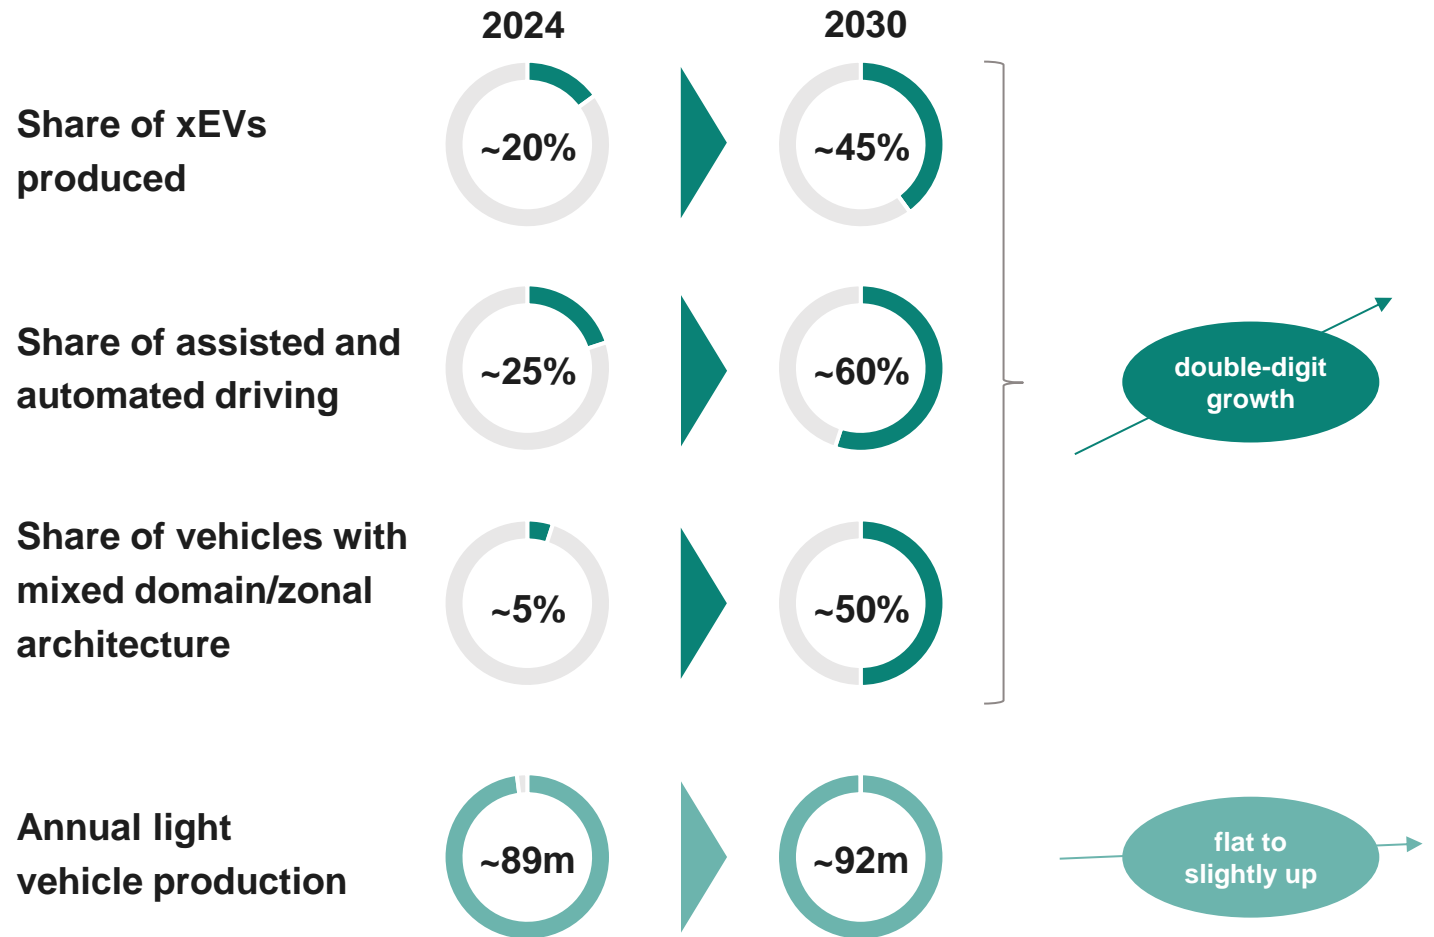 2024
2030
Share of xEVs
produced
~20%
~45%
Share of assisted and
automated driving
~25%
~60%
double-digit
growth
Share of vehicles with
mixed domain/zonal
architecture
~5%
~50%
Annual light
vehicle production
~89m
~92m
flat to
slightly up